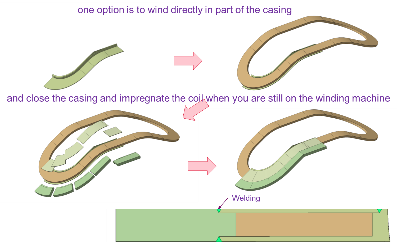 one option is to wind directly in part of the casing
and close the casing and impregnate the coil when you are still on the winding machine
Welding